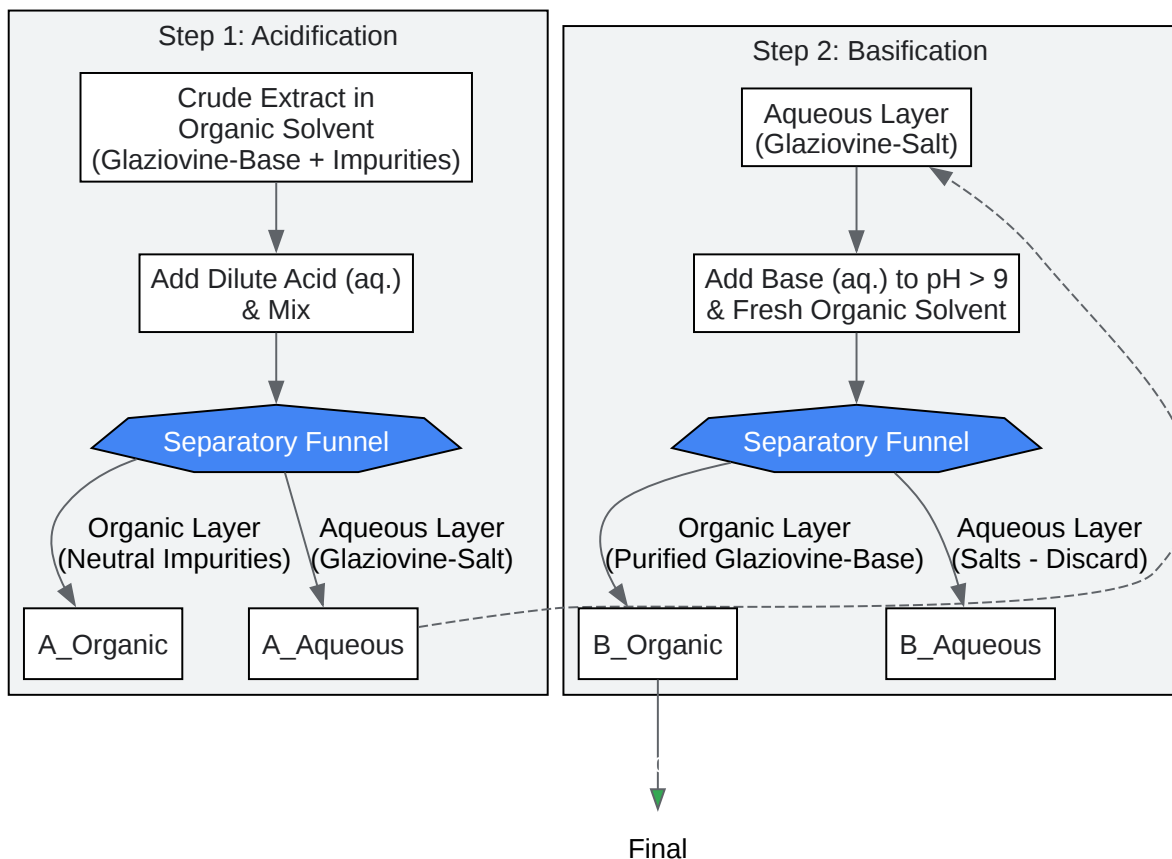 Step 1: Acidification
Crude Extract in
Organic Solvent
(Glaziovine-Base + Impurities)
Add Dilute Acid (aq.)
& Mix
Separatory Funnel
Organic Layer
(Neutral Impurities)
Aqueous Layer
(Glaziovine-Salt)
A_Organic
A_Aqueous
Step 2: Basification
Aqueous Layer
(Glaziovine-Salt)
Add Base (aq.) to pH > 9
& Fresh Organic Solvent
Separatory Funnel
Organic Layer
(Purified Glaziovine-Base)
Aqueous Layer
(Salts - Discard)
B_Organic
B_Aqueous
Final